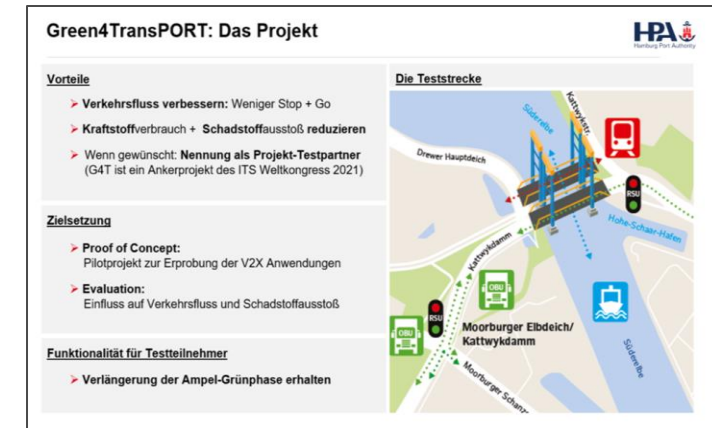 Green4TransPORT: Das Projekt
HPA
Hamburg Port Authority
Vorteile
Verkehrsfluss verbessern: Weniger Stop + Go
Kraftstoffverbrauch + Schadstoffausstoß reduzieren
Wenn gewünscht: Nennung als Projekt-Testpartner
(G4T ist ein Ankerprojekt des ITS Weltkongress 2021)
Zielsetzung
Proof of Concept:
Pilotprojekt zur Erprobung der V2X Anwendungen
Evaluation:
Einfluss auf Verkehrsfluss und Schadstoffausstoß
Funktionalität für Testteilnehmer
Verlängerung der Ampel-Grünphase erhalten
Die Teststrecke
Süderelbe
Kattwykstr.
Drewer Hauptdeich
RSU
Hohe-Schaar-Hafen
Kattwykdamm
OBU
RSU
OBU
Moorburger Elbdeich/
Kattwykdamm
Süderelbe
Moorburger Schanze